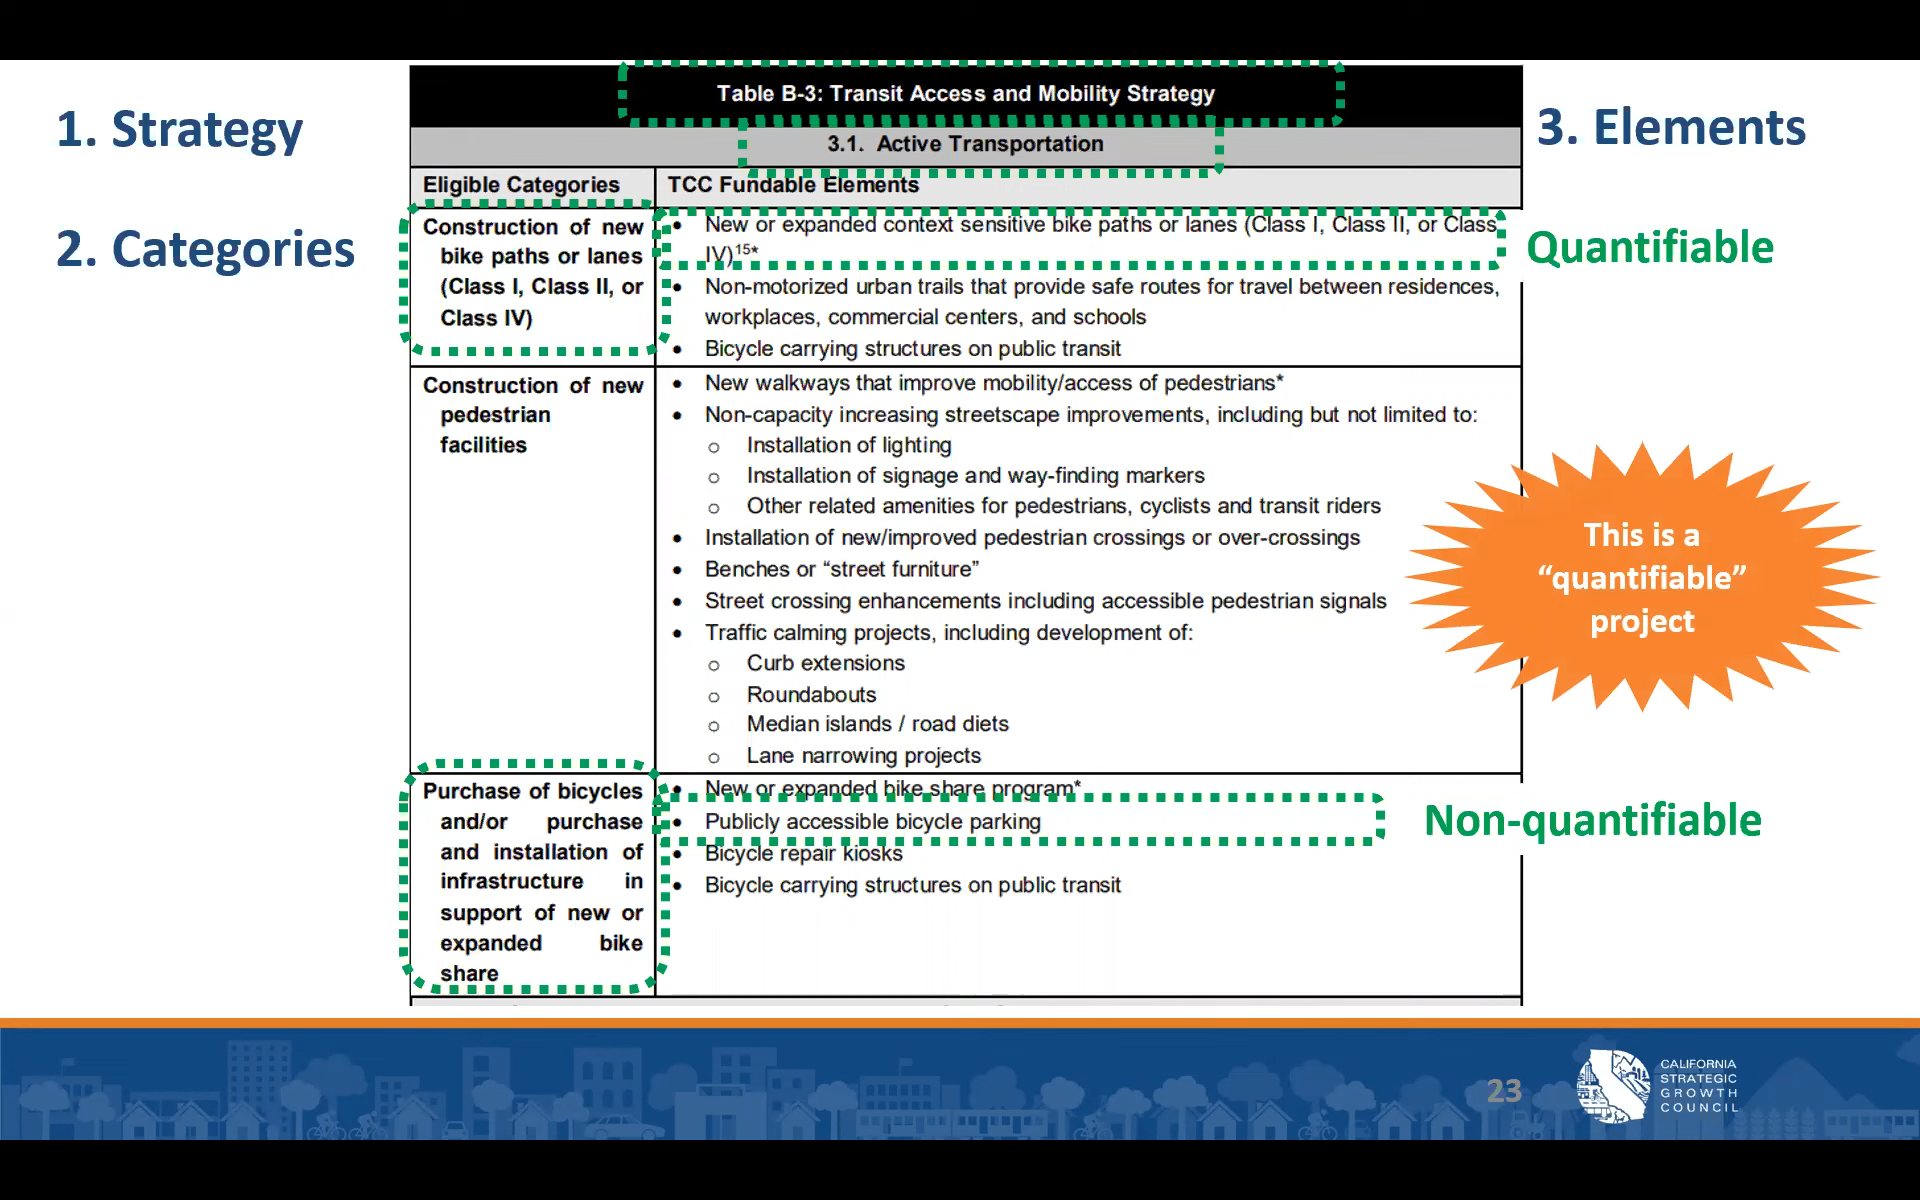 1. Strategy
2. Categories
Table B-3: Transit Access and Mobility Strategy
3.1. Active Transportation
Eligible Categories
TCC Fundable Elements
Construction of new
bike paths or lanes
(Class I, Class II, or
Class IV)
• New or expanded context sensitive bike paths or lanes (Class I, Class II, or Class
IV)15*
• Non-motorized urban trails that provide safe routes for travel between residences,
workplaces, commercial centers, and schools
• Bicycle carrying structures on public transit
Construction of new
pedestrian
facilities
• New walkways that improve mobility/access of pedestrians*
• Non-capacity increasing streetscape improvements, including but not limited to:
o Installation of lighting
o Installation of signage and way-finding markers
o Other related amenities for pedestrians, cyclists and transit riders
• Installation of new/improved pedestrian crossings or over-crossings
• Benches or “street furniture”
• Street crossing enhancements including accessible pedestrian signals
• Traffic calming projects, including development of:
o Curb extensions
o Roundabouts
o Median islands / road diets
o Lane narrowing projects
Purchase of bicycles
and/or purchase
and installation of
infrastructure in
support of new or
expanded bike
share
• New or expanded bike share program*
• Publicly accessible bicycle parking
• Bicycle repair kiosks
• Bicycle carrying structures on public transit
3. Elements
Quantifiable
This is a
“quantifiable”
project
Non-quantifiable
23
CALIFORNIA
STRATEGIC
GROWTH
COUNCIL